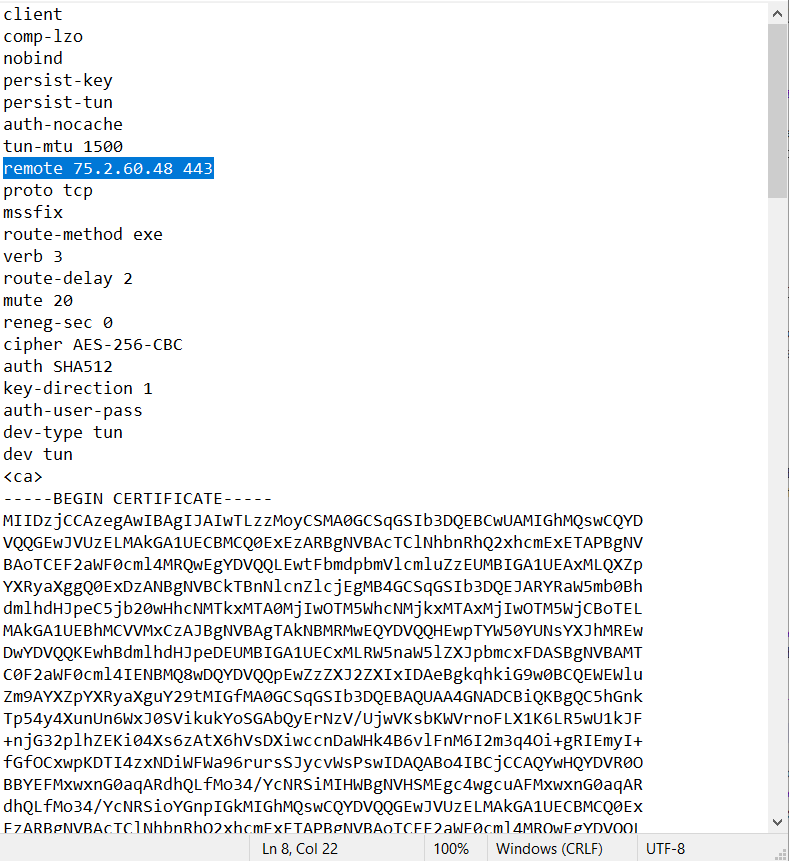 client
comp-lzo
nobind
persist-key
persist-tun
auth-nocache
tun-mtu 1500
remote 75.2.60.48 443
proto tcp
mssfix
route-method exe
verb 3
route-delay 2
mute 20
reneg-sec 0
cipher AES-256-CBC
auth SHA512
key-direction 1
auth-user-pass
dev-type tun
dev tun
<ca>
-----BEGIN CERTIFICATE-----
MIIDzjCCAzegAwIBAgIJAIwTLzzMoyCSMA0GCSqGSIb3DQEBCwUAMIGhMQswCQYD
VQQGEwJVUzELMAkGA1UECBMCQ0ExEzARBgNVBAcTClNhbnRhQ2xhcmExETAPBgNV
BAoTCEF2aWF0cml4MRQwEgYDVQQLEwtFbmdpbmVlcmluZzEUMBIGA1UEAxMLQXZp
YXRyaXggQ0ExDzANBgNVBCkTBnNlcnZlcjEgMB4GCSqGSIb3DQEJARYRaW5mb0Bh
dmlhdHJpeC5jb20wHhcNMTkxMTA0MjIwOTM5WhcNMjkxMTAxMjIwOTM5WjCBoTEL
MAkGA1UEBhMCVVMxCzAJBgNVBAgTAkNBMRMwEQYDVQQHEwpTYW50YUNsYXJhMREw
DwYDVQQKEwhBdmlhdHJpeDEUMBIGA1UECxMLRW5naW5lZXJpbmcxFDASBgNVBAMT
C0F2aWF0cml4IENBMQ8wDQYDVQQpEwZzZXJ2ZXIxIDAeBgkqhkiG9w0BCQEWEWlu
Zm9AYXZpYXRyaXguY29tMIGfMA0GCSqGSIb3DQEBAQUAA4GNADCBiQKBgQC5hGnk
Tp54y4XunUn6WxJ0SVikukYoSGAbQyErNzV/UjwVKsbKWVrnoFLX1K6LR5wU1kJF
+njG32plhZEKi04Xs6zAtX6hVsDXiwccnDaWHk4B6vlFnM6I2m3q4Oi+gRIEmyI+
fGfOCxwpKDTI4zxNDiWFWa96rursSJycvWsPswIDAQABo4IBCjCCAQYwHQYDVR0O
BBYEFMxwxnG0aqARdhQLfMo34/YcNRSiMIHWBgNVHSMEgc4wgcuAFMxwxnG0aqAR
dhQLfMo34/YcNRSioYGnpIGkMIGhMQswCQYDVQQGEwJVUzELMAkGA1UECBMCQ0Ex
EzARBgNVBAcTClNhbnRhQ2xhcmExETAPBgNVBAoTCEF2aWF0cml4MRQwEgYDVQQL
Ln 8, Col 22
100%
Windows (CRLF)
UTF-8